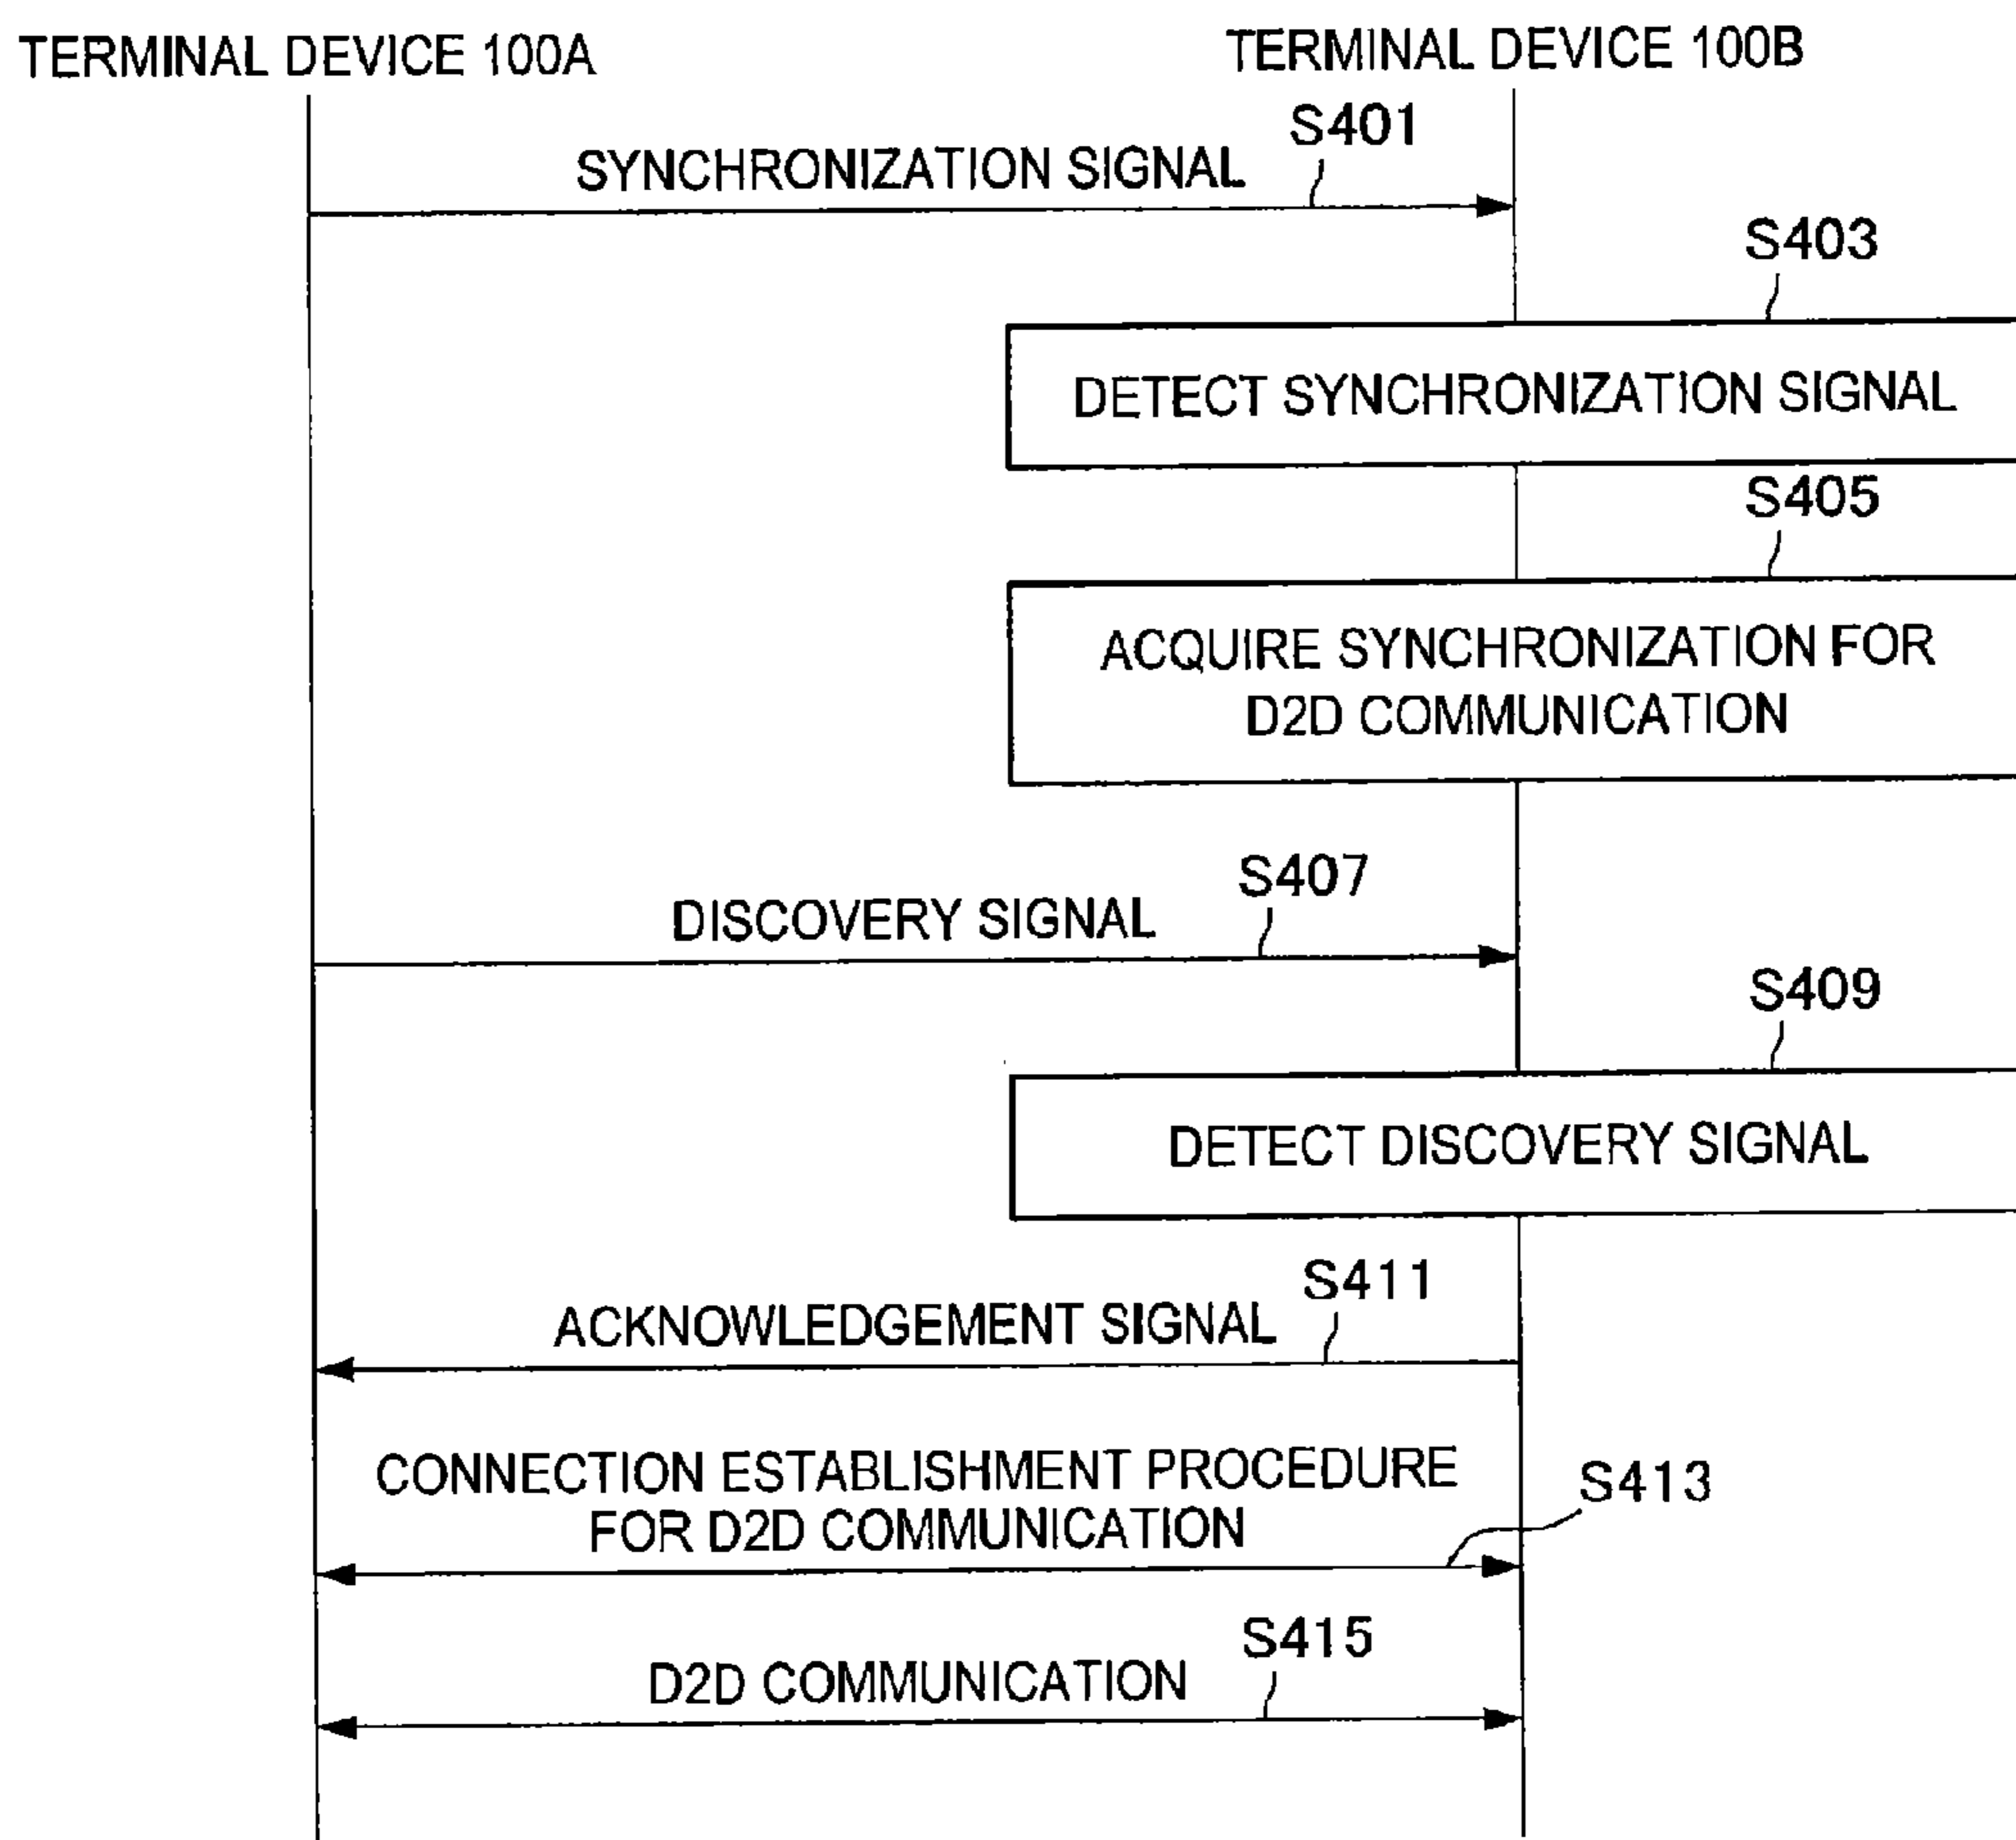 TERMINAL DEVICE 100A
TERMINAL DEVICE 100B
S401
SYNCHRONIZATION SIGNAL
S403
DETECT SYNCHRONIZATION SIGNAL
S405
ACQUIRE SYNCHRONIZATION FOR
D2D COMMUNICATION
S407
DISCOVERY SIGNAL
S409
DETECT DISCOVERY SIGNAL
S411
ACKNOWLEDGEMENT SIGNAL
CONNECTION ESTABLISHMENT PROCEDURE
FOR D2D COMMUNICATION
S413
S415
D2D COMMUNICATION